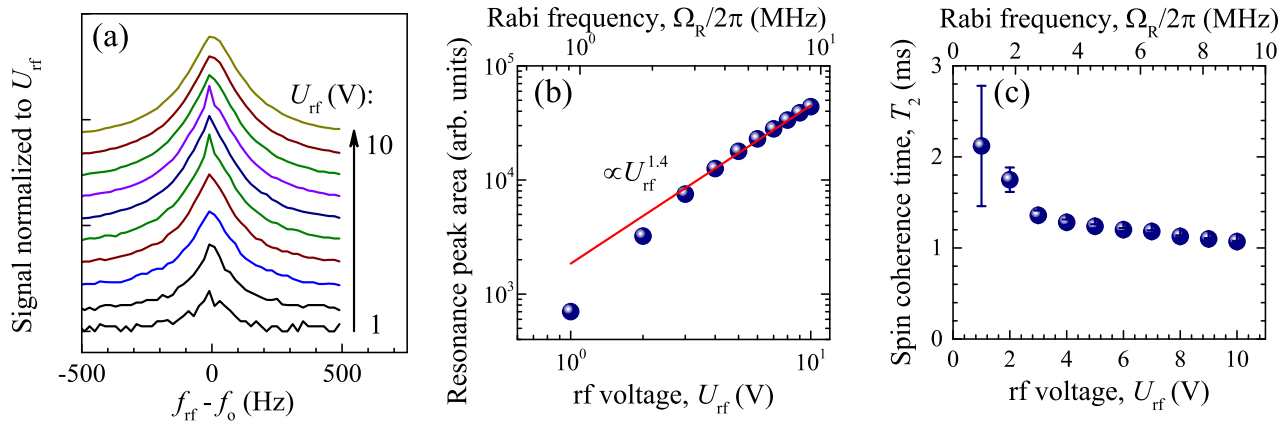 (a)
Signal normalized to U_rf
U_rf (V):
10
1
-500
0
500
f_rf - f_o (Hz)
Rabi frequency, Ω_R/2π (MHz)
10^0
10^1
(b)
Resonance peak area (arb. units)
10^5
10^4
10^3
∝U_rf^1.4
10^0
10^1
rf voltage, U_rf (V)
Rabi frequency, Ω_R/2π (MHz)
0
2
4
6
8
10
(c)
Spin coherence time, T_2 (ms)
3
2
1
0
0
2
4
6
8
10
rf voltage, U_rf (V)